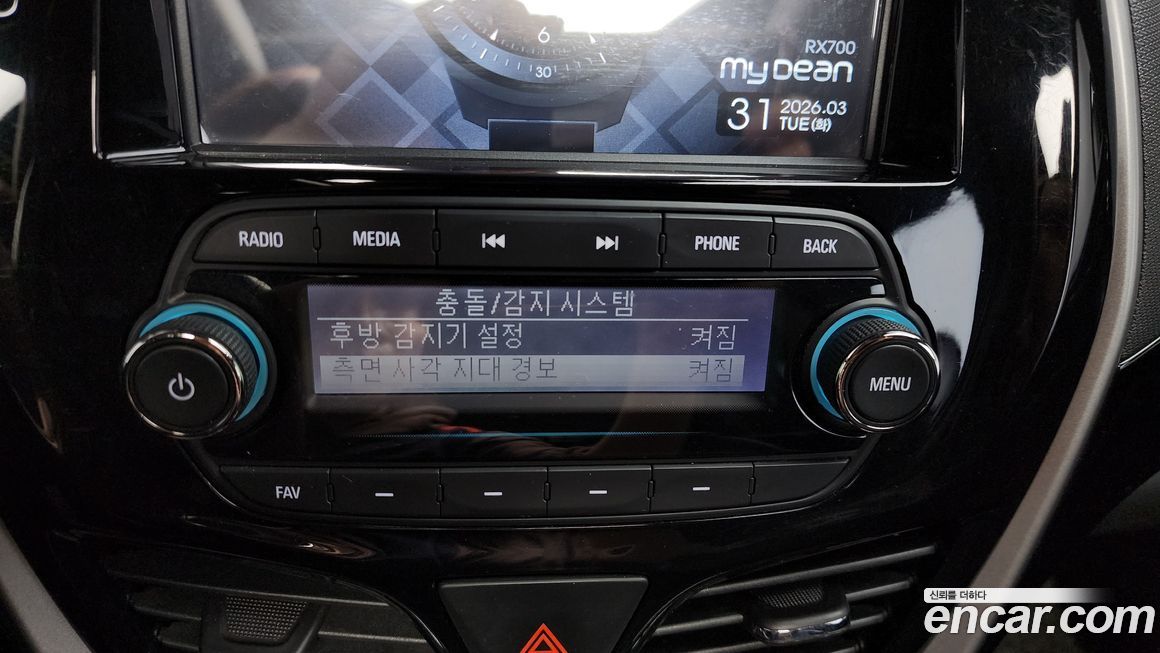 6
30
RX700
myDean
31 2026.03
TUE(화)
RADIO MEDIA PHONE BACK
충돌/감지 시스템
후방 감지기 설정 켜짐
측면 사각 지대 경보 켜짐
MENU
FAV
신뢰를 더하다
encar.com